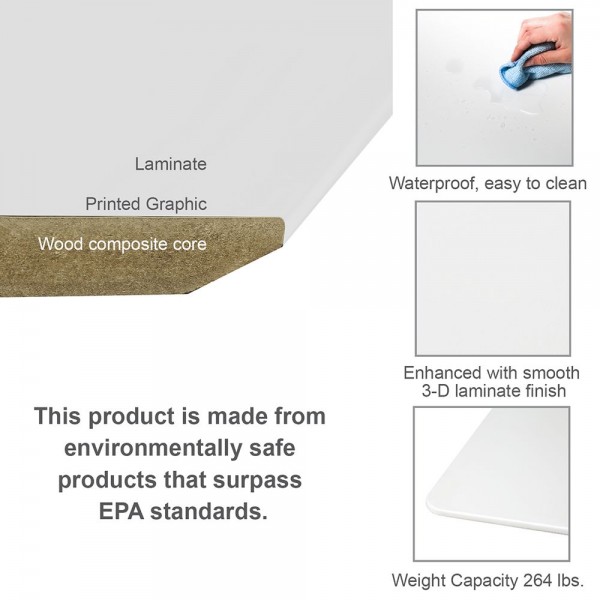 Laminate
Printed Graphic
Wood composite core
Waterproof, easy to clean
Enhanced with smooth
3-D laminate finish
This product is made from
environmentally safe
products that surpass
EPA standards.
Weight Capacity 264 lbs.